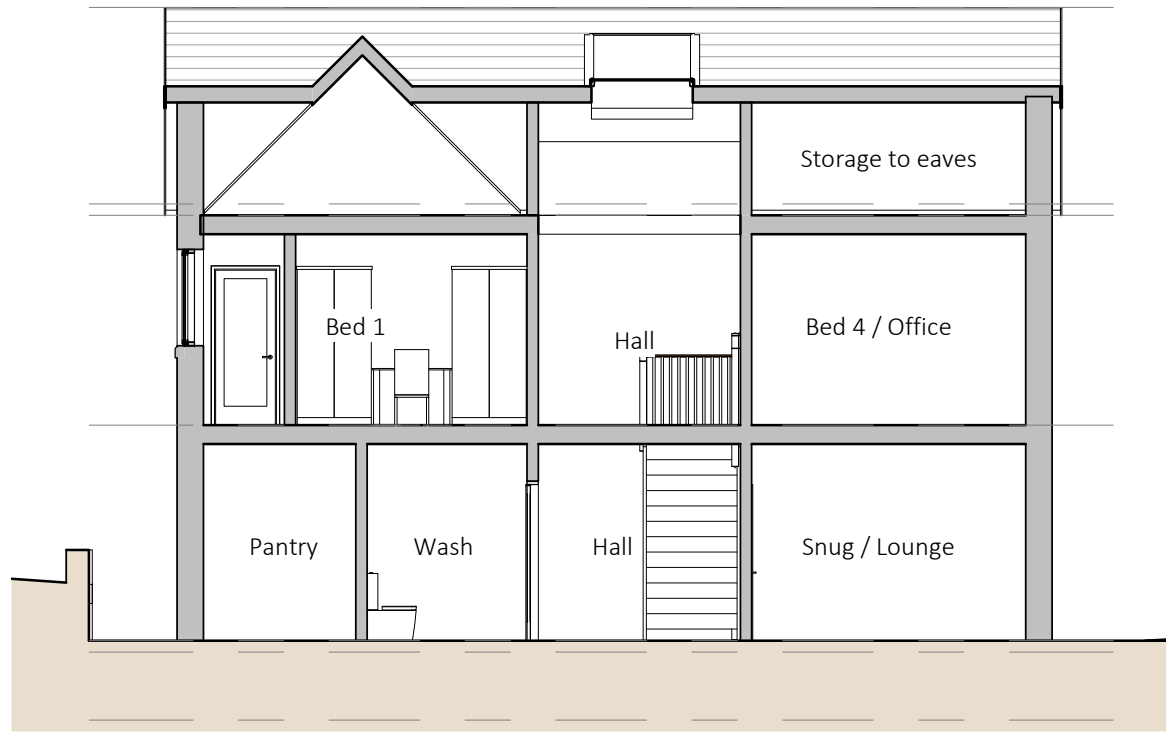 Storage to eaves
Bed 1
Hall
Bed 4 / Office
Pantry
Wash
Hall
Snug / Lounge